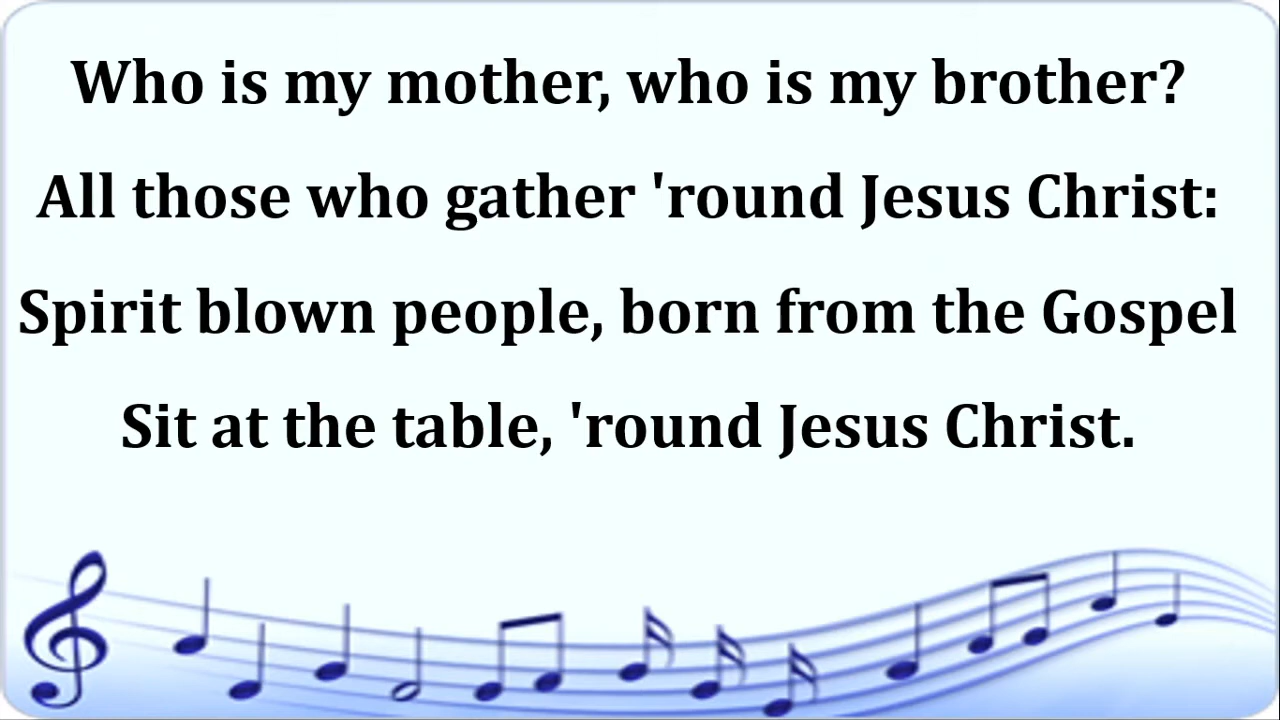 Who is my mother, who is my brother?
All those who gather 'round Jesus Christ:
Spirit blown people, born from the Gospel
Sit at the table, 'round Jesus Christ.